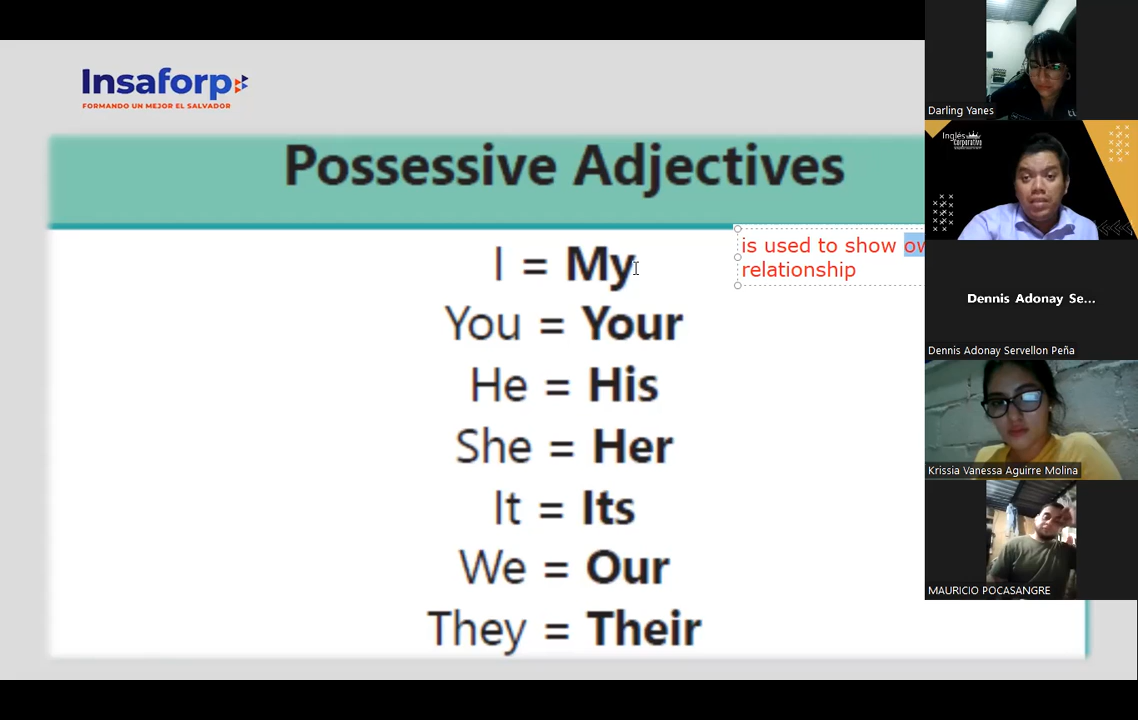 Insaforp
FORMANDO UN MEJOR EL SALVADOR
Possessive Adjectives
I = My
You = Your
He = His
She = Her
It = Its
We = Our
They = Their
is used to show
relationship
Darling Yanes
Inglés
Corporativo
Dennis Adonay Se...
Dennis Adonay Servellon Peña
Krissia Vanessa Aguirre Molina
MAURICIO POCASANGRE